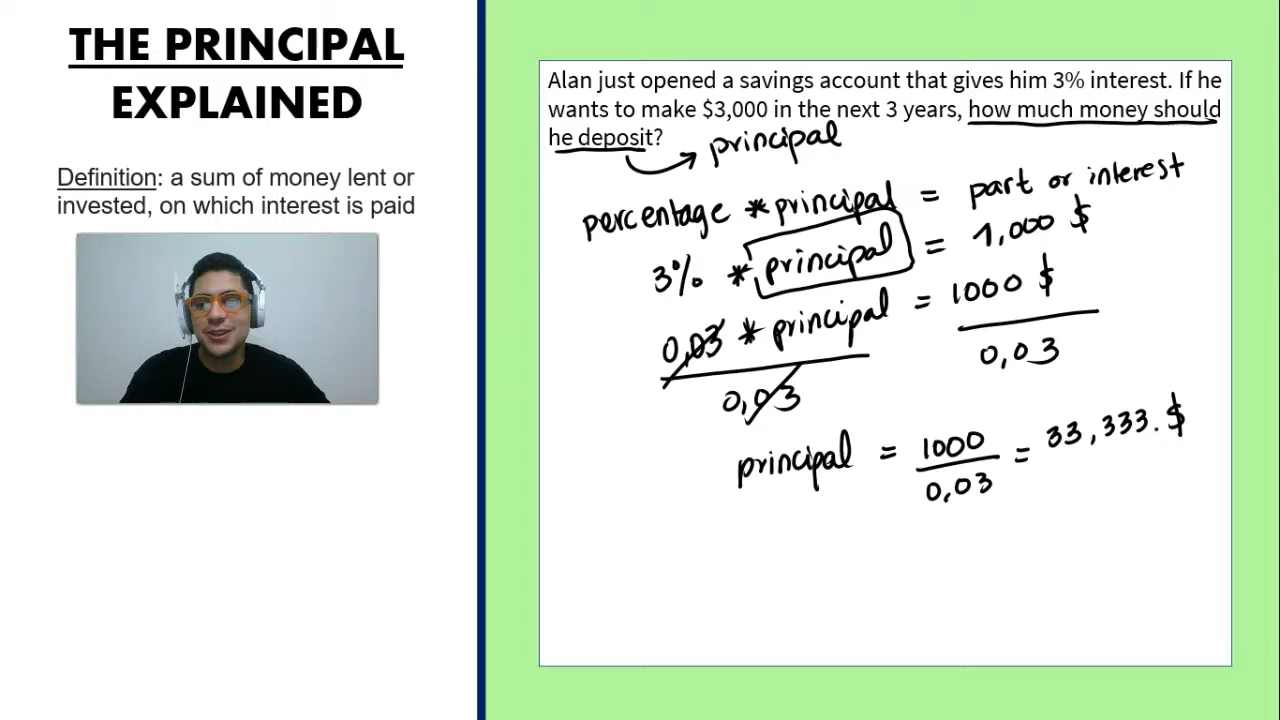 THE PRINCIPAL
EXPLAINED
Definition: a sum of money lent or
invested, on which interest is paid
Alan just opened a savings account that gives him 3% interest. If he
wants to make $3,000 in the next 3 years, how much money should
he deposit?
principal
percentage * principal = part or interest
3% * principal = 1,000 $
0,03 * principal = 1000 $
0,03 0,03
principal = 1000 = 33,333. $
0,03